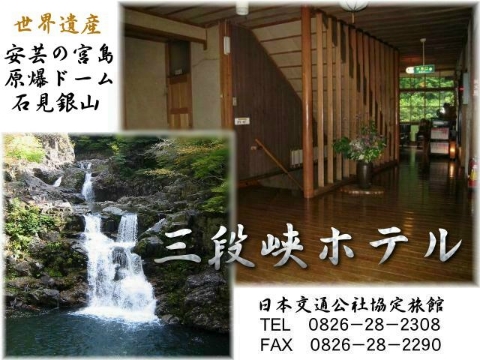 世界遺産
安芸の宮島
原爆ドーム
石見銀山
三段峡ホテル
日本交通公社協定旅館
TEL 0826-28-2308
FAX 0826-28-2290